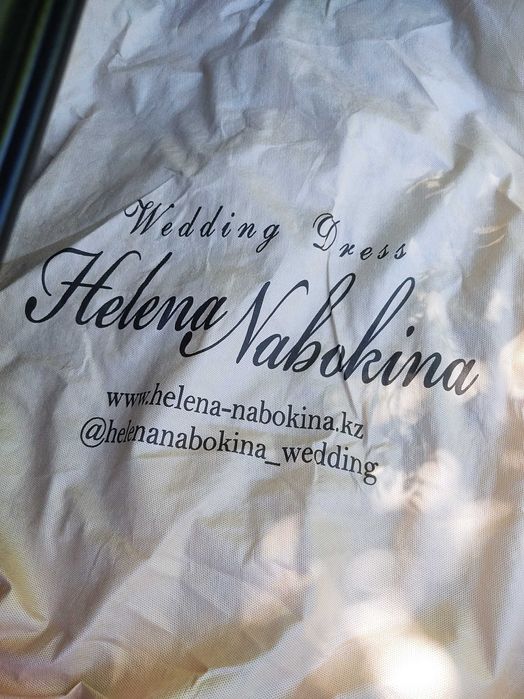 Wedding Dress
Helena Nabokina
www.helena-nabokina.kz
@helenanabokina_wedding